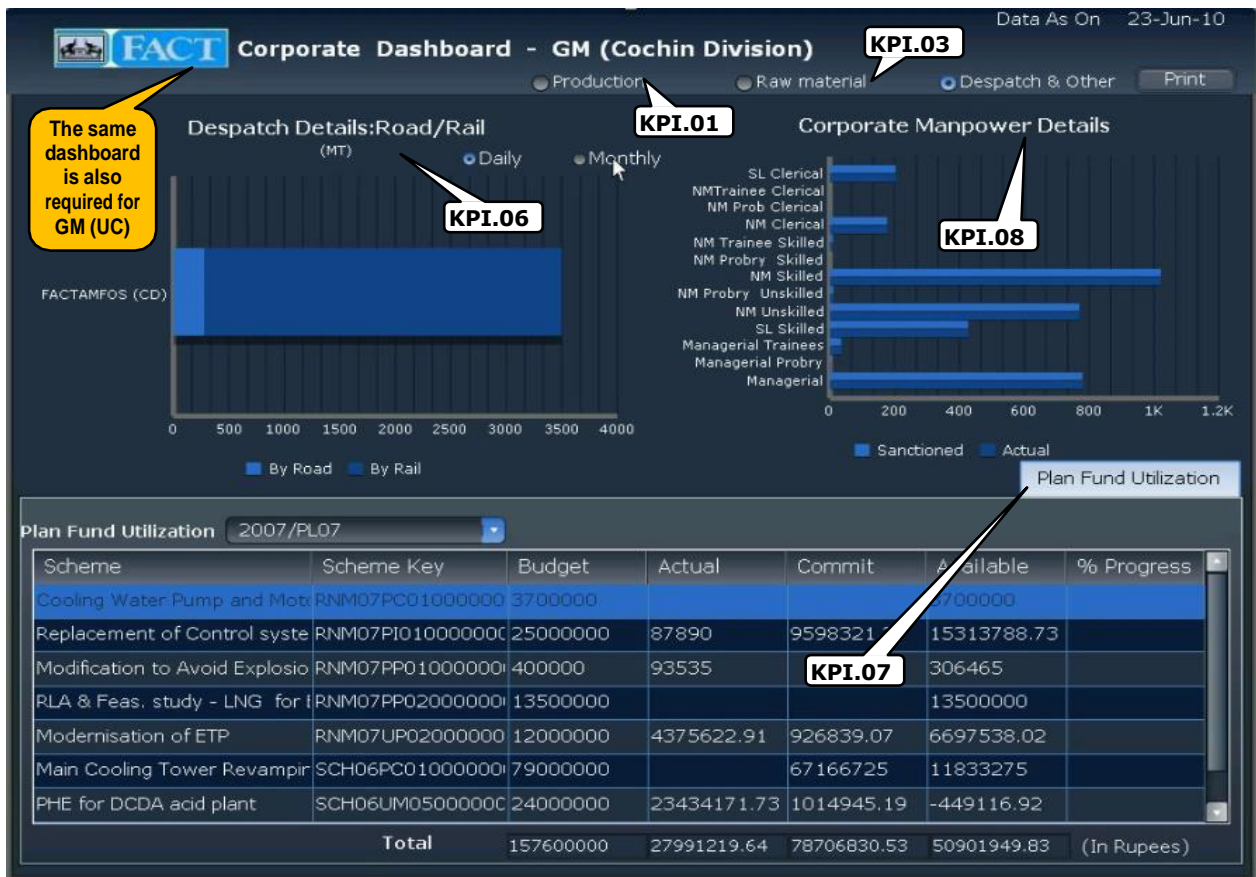 Data As On 23-Jun-10
FACT Corporate Dashboard - GM (Cochin Division)
KPI.03
Production
Raw material
Despatch & Other
Print
The same
dashboard
is also
required for
GM (UC)
KPI.01
Despatch Details:Road/Rail
(MT)
Daily
Monthly
KPI.06
FACTAMFOS (CD)
0 500 1000 1500 2000 2500 3000 3500 4000
By Road By Rail
Corporate Manpower Details
KPI.08
SL Clerical
NMTrainee Clerical
NM Prob Clerical
NM Clerical
NM Trainee Skilled
NM Probry Skilled
NM Skilled
NM Probry Unskilled
NM Unskilled
SL Skilled
Managerial Trainees
Managerial Probry
Managerial
0 200 400 600 800 1K 1.2K
Sanctioned Actual
Plan Fund Utilization
Plan Fund Utilization 2007/PL07
Scheme Scheme Key Budget Actual Commit Available % Progress
Cooling Water Pump and Mot RNM07PC01000000 3700000 3700000
Replacement of Control syste RNM07PI01000000 25000000 87890 9598321. 15313788.73
Modification to Avoid Explosio RNM07PP01000000 400000 93535 306465
KPI.07
RLA & Feas. study - LNG for RNM07PP02000000 13500000 13500000
Modernisation of ETP RNM07UP02000000 12000000 4375622.91 926839.07 6697538.02
Main Cooling Tower Revampin SCH06PC01000000 79000000 67166725 11833275
PHE for DCDA acid plant SCH06UM05000000 24000000 23434171.73 1014945.19 -449116.92
Total 157600000 27991219.64 78706830.53 50901949.83 (In Rupees)